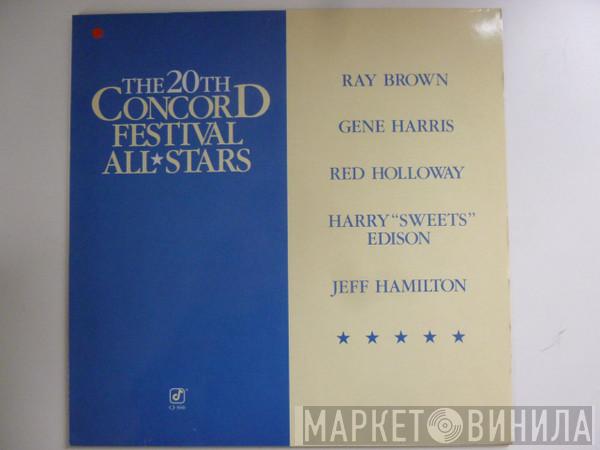 THE 20TH
CONCORD
FESTIVAL
ALL★STARS
RAY BROWN
GENE HARRIS
RED HOLLOWAY
HARRY “SWEETS”
EDISON
JEFF HAMILTON
★ ★ ★ ★ ★
МАРКЕТ ВИНИЛА